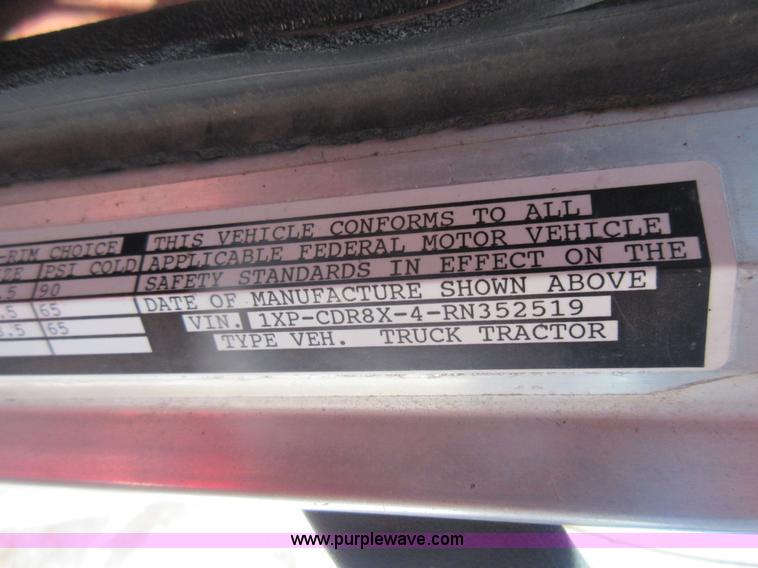 -RIM CHOICE
ZE PSI COLD
.5 90
.5 65
.5 65
THIS VEHICLE CONFORMS TO ALL
APPLICABLE FEDERAL MOTOR VEHICLE
SAFETY STANDARDS IN EFFECT ON THE
DATE OF MANUFACTURE SHOWN ABOVE
VIN. 1XP-CDR8X-4-RN352519
TYPE VEH. TRUCK TRACTOR
www.purplewave.com